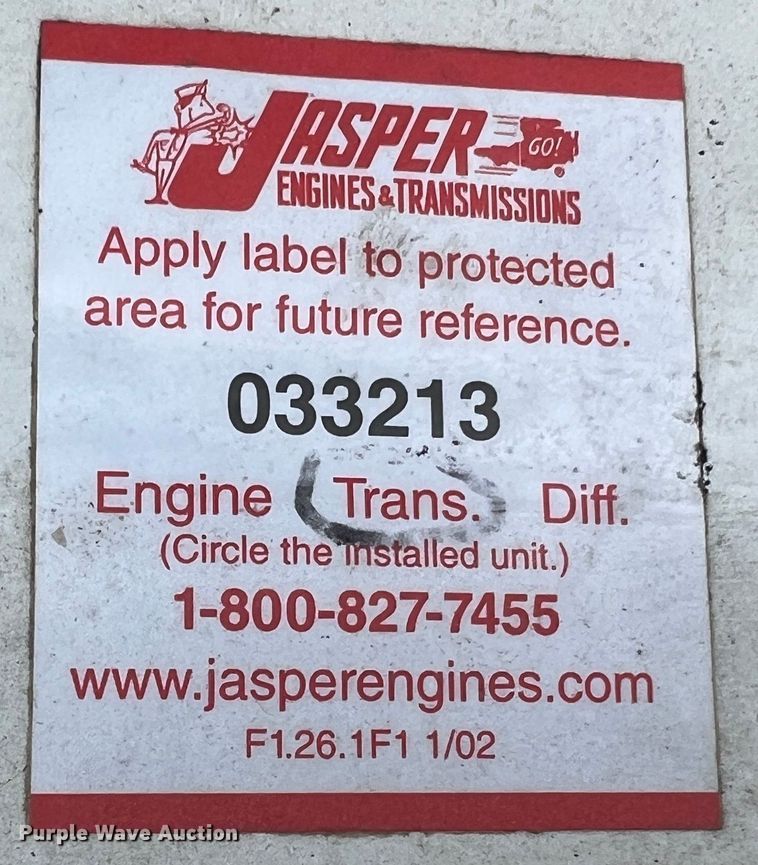 JASPER GO!
ENGINES & TRANSMISSIONS
Apply label to protected
area for future reference.
033213
Engine Trans. Diff.
(Circle the installed unit.)
1-800-827-7455
www.jasperengines.com
F1.26.1F1 1/02
Purple Wave Auction